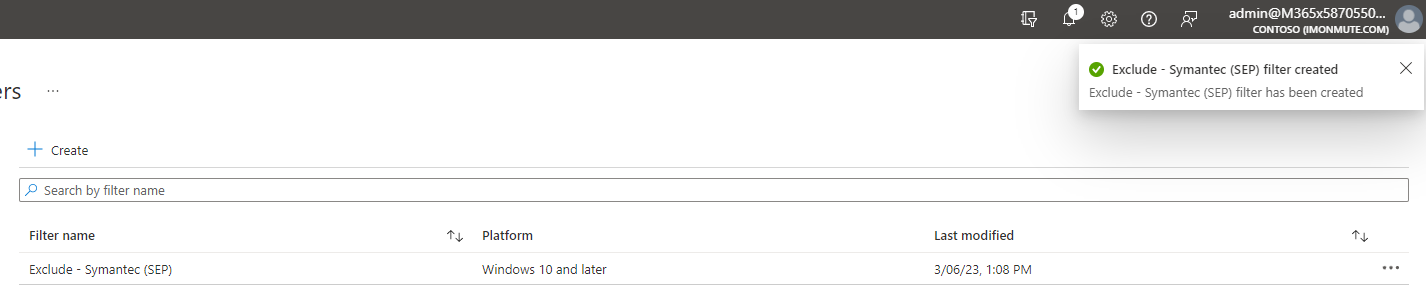 1
admin@M365x5870550...
CONTOSO (IMONMUTE.COM)
Exclude - Symantec (SEP) filter created
Exclude - Symantec (SEP) filter has been created
ers ...
Create
Search by filter name
Filter name Platform Last modified
Exclude - Symantec (SEP) Windows 10 and later 3/06/23, 1:08 PM ...